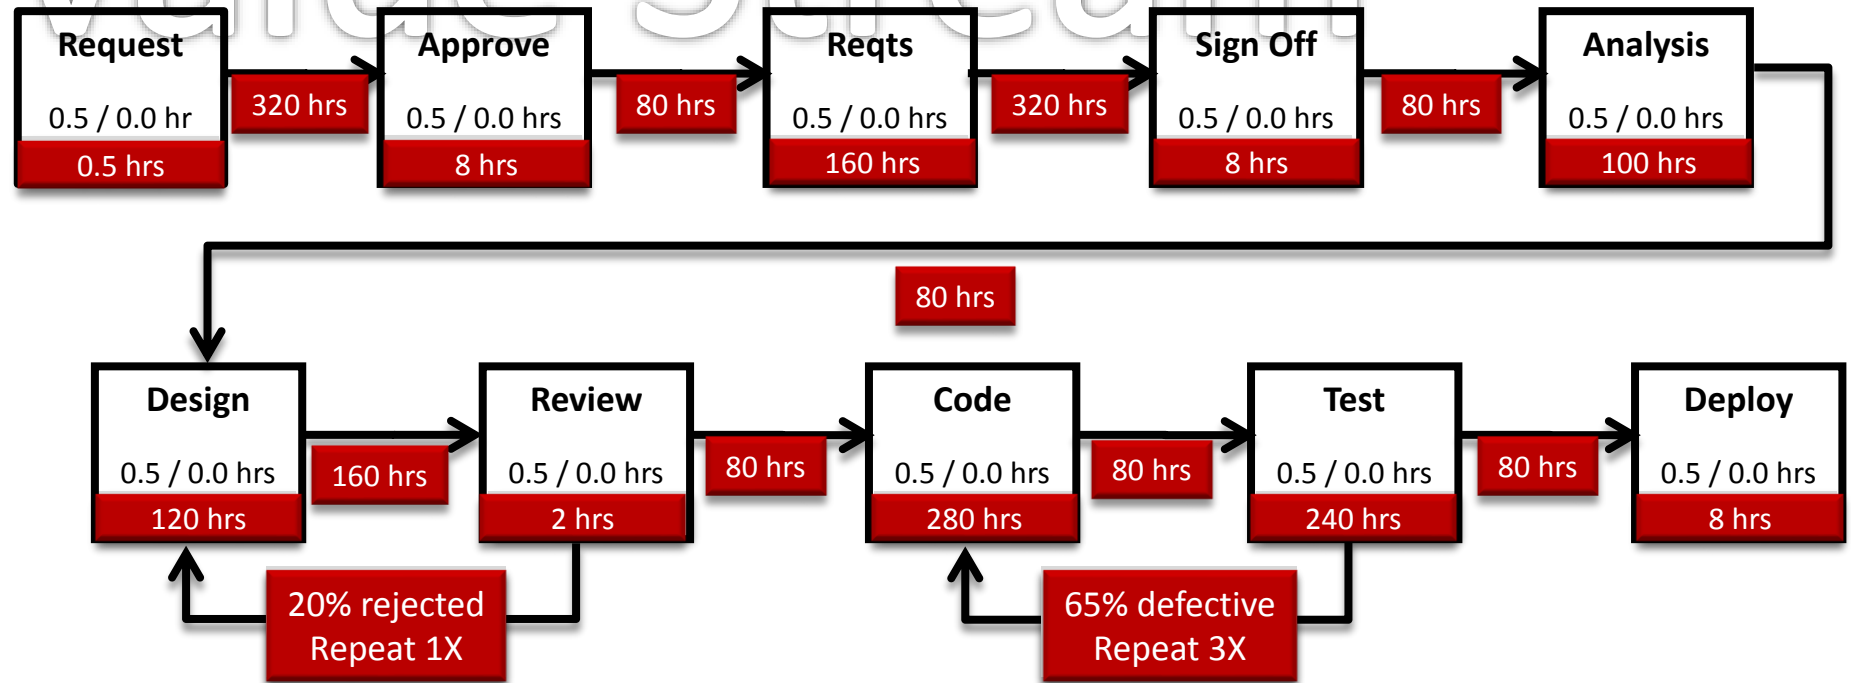 Value Stream
Request
0.5 / 0.0 hr
0.5 hrs
320 hrs
Approve
0.5 / 0.0 hrs
8 hrs
80 hrs
Reqts
0.5 / 0.0 hrs
160 hrs
320 hrs
Sign Off
0.5 / 0.0 hrs
8 hrs
80 hrs
Analysis
0.5 / 0.0 hrs
100 hrs
80 hrs
Design
0.5 / 0.0 hrs
120 hrs
160 hrs
Review
0.5 / 0.0 hrs
2 hrs
80 hrs
Code
0.5 / 0.0 hrs
280 hrs
80 hrs
Test
0.5 / 0.0 hrs
240 hrs
80 hrs
Deploy
0.5 / 0.0 hrs
8 hrs
20% rejected
Repeat 1X
65% defective
Repeat 3X